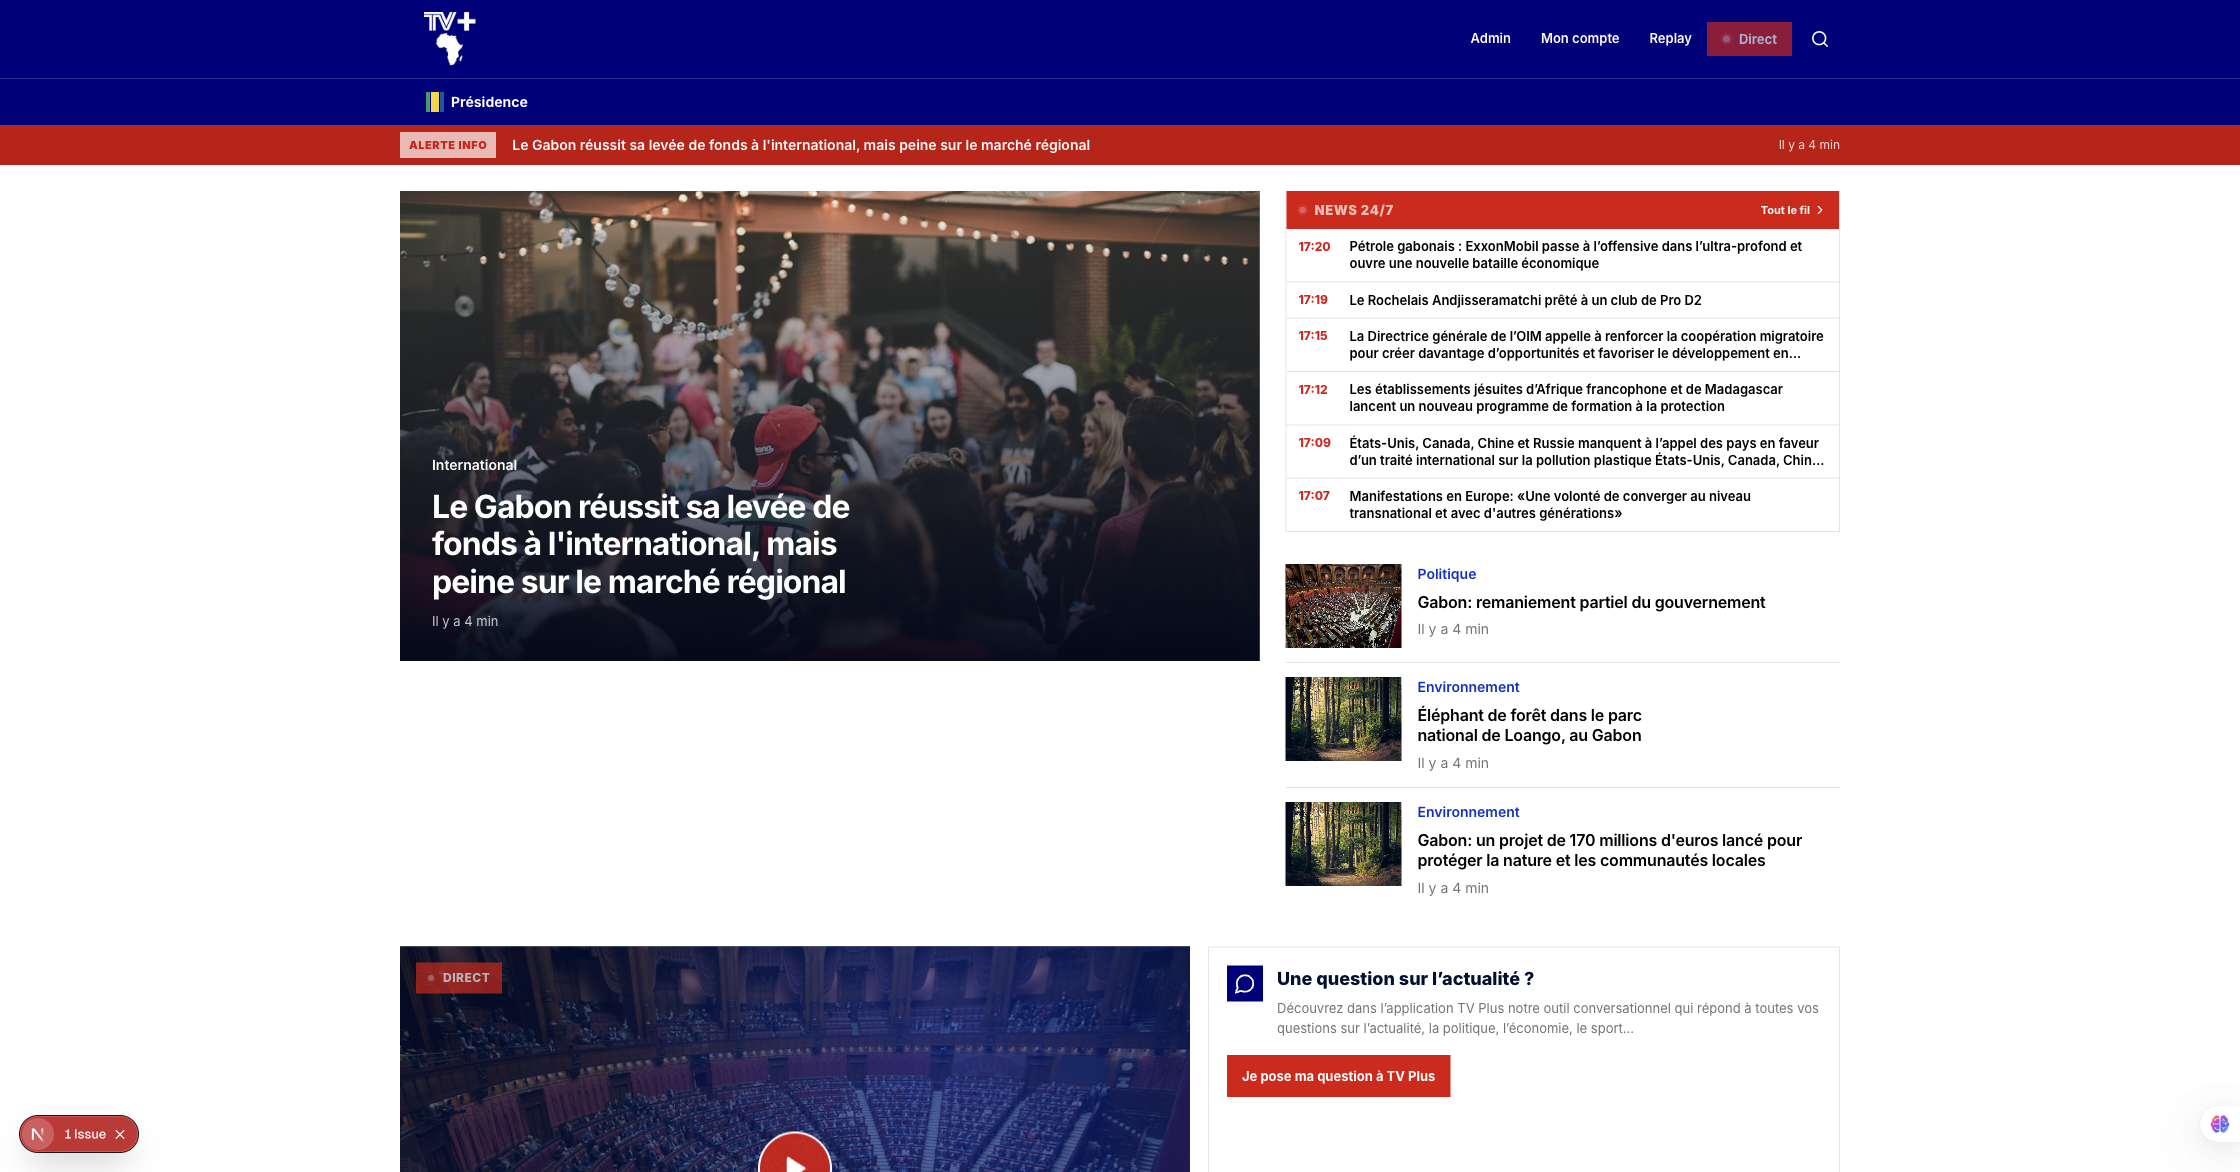 TV+
Admin
Mon compte
Replay
Direct
Présidence
ALERTE INFO
Le Gabon réussit sa levée de fonds à l'international, mais peine sur le marché régional
Il y a 4 min
International
Le Gabon réussit sa levée de
fonds à l'international, mais
peine sur le marché régional
Il y a 4 min
NEWS 24/7
Tout le fil
17:20
Pétrole gabonais : ExxonMobil passe à l’offensive dans l’ultra-profond et
ouvre une nouvelle bataille économique
17:19
Le Rochelais Andjisseramatchi prêté à un club de Pro D2
17:15
La Directrice générale de l’OIM appelle à renforcer la coopération migratoire
pour créer davantage d’opportunités et favoriser le développement en…
17:12
Les établissements jésuites d’Afrique francophone et de Madagascar
lancent un nouveau programme de formation à la protection
17:09
États-Unis, Canada, Chine et Russie manquent à l’appel des pays en faveur
d’un traité international sur la pollution plastique États-Unis, Canada, Chin…
17:07
Manifestations en Europe: «Une volonté de converger au niveau
transnational et avec d'autres générations»
Politique
Gabon: remaniement partiel du gouvernement
Il y a 4 min
Environnement
Éléphant de forêt dans le parc
national de Loango, au Gabon
Il y a 4 min
Environnement
Gabon: un projet de 170 millions d'euros lancé pour
protéger la nature et les communautés locales
Il y a 4 min
DIRECT
Une question sur l’actualité ?
Découvrez dans l’application TV Plus notre outil conversationnel qui répond à toutes vos
questions sur l’actualité, la politique, l’économie, le sport…
Je pose ma question à TV Plus
N
1 Issue